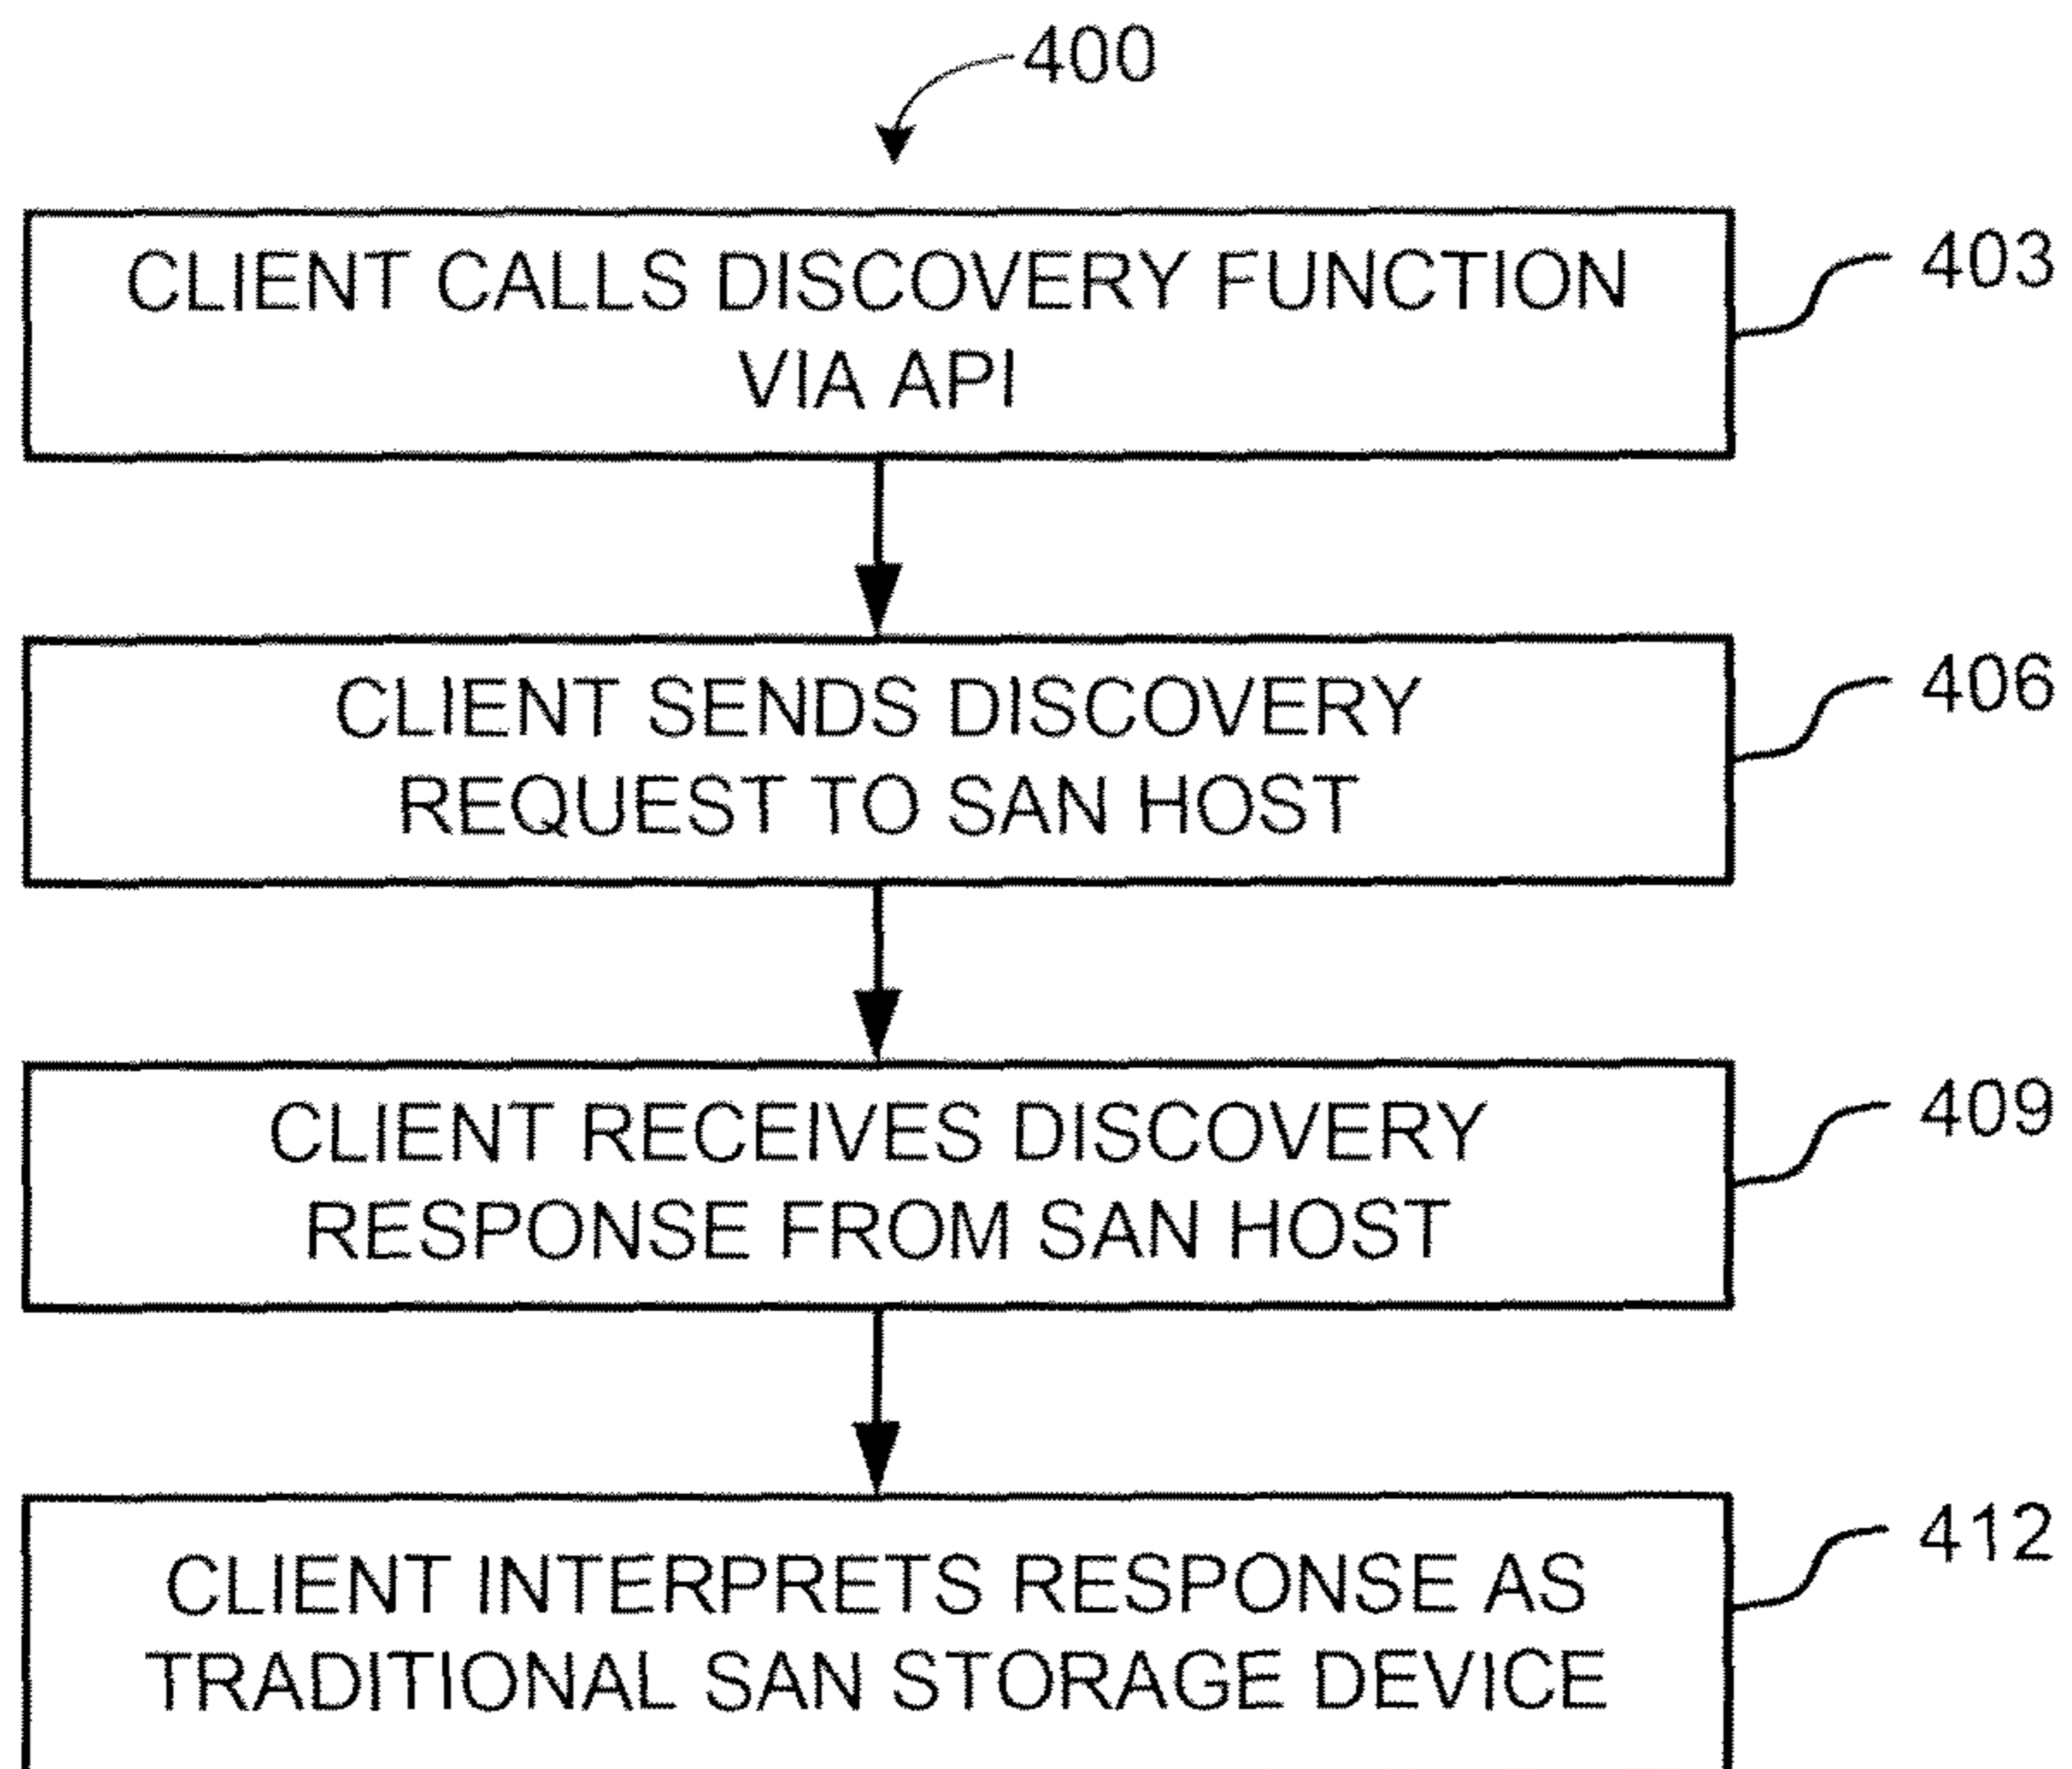 400
CLIENT CALLS DISCOVERY FUNCTION
VIA API
403
CLIENT SENDS DISCOVERY
REQUEST TO SAN HOST
406
CLIENT RECEIVES DISCOVERY
RESPONSE FROM SAN HOST
409
CLIENT INTERPRETS RESPONSE AS
TRADITIONAL SAN STORAGE DEVICE
412